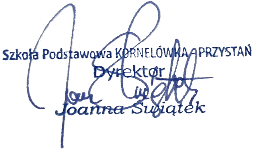 Szkoła Podstawowa KORNELÓWKA - PRZYSTAŃ
Dyrektor
Joanna Świątek